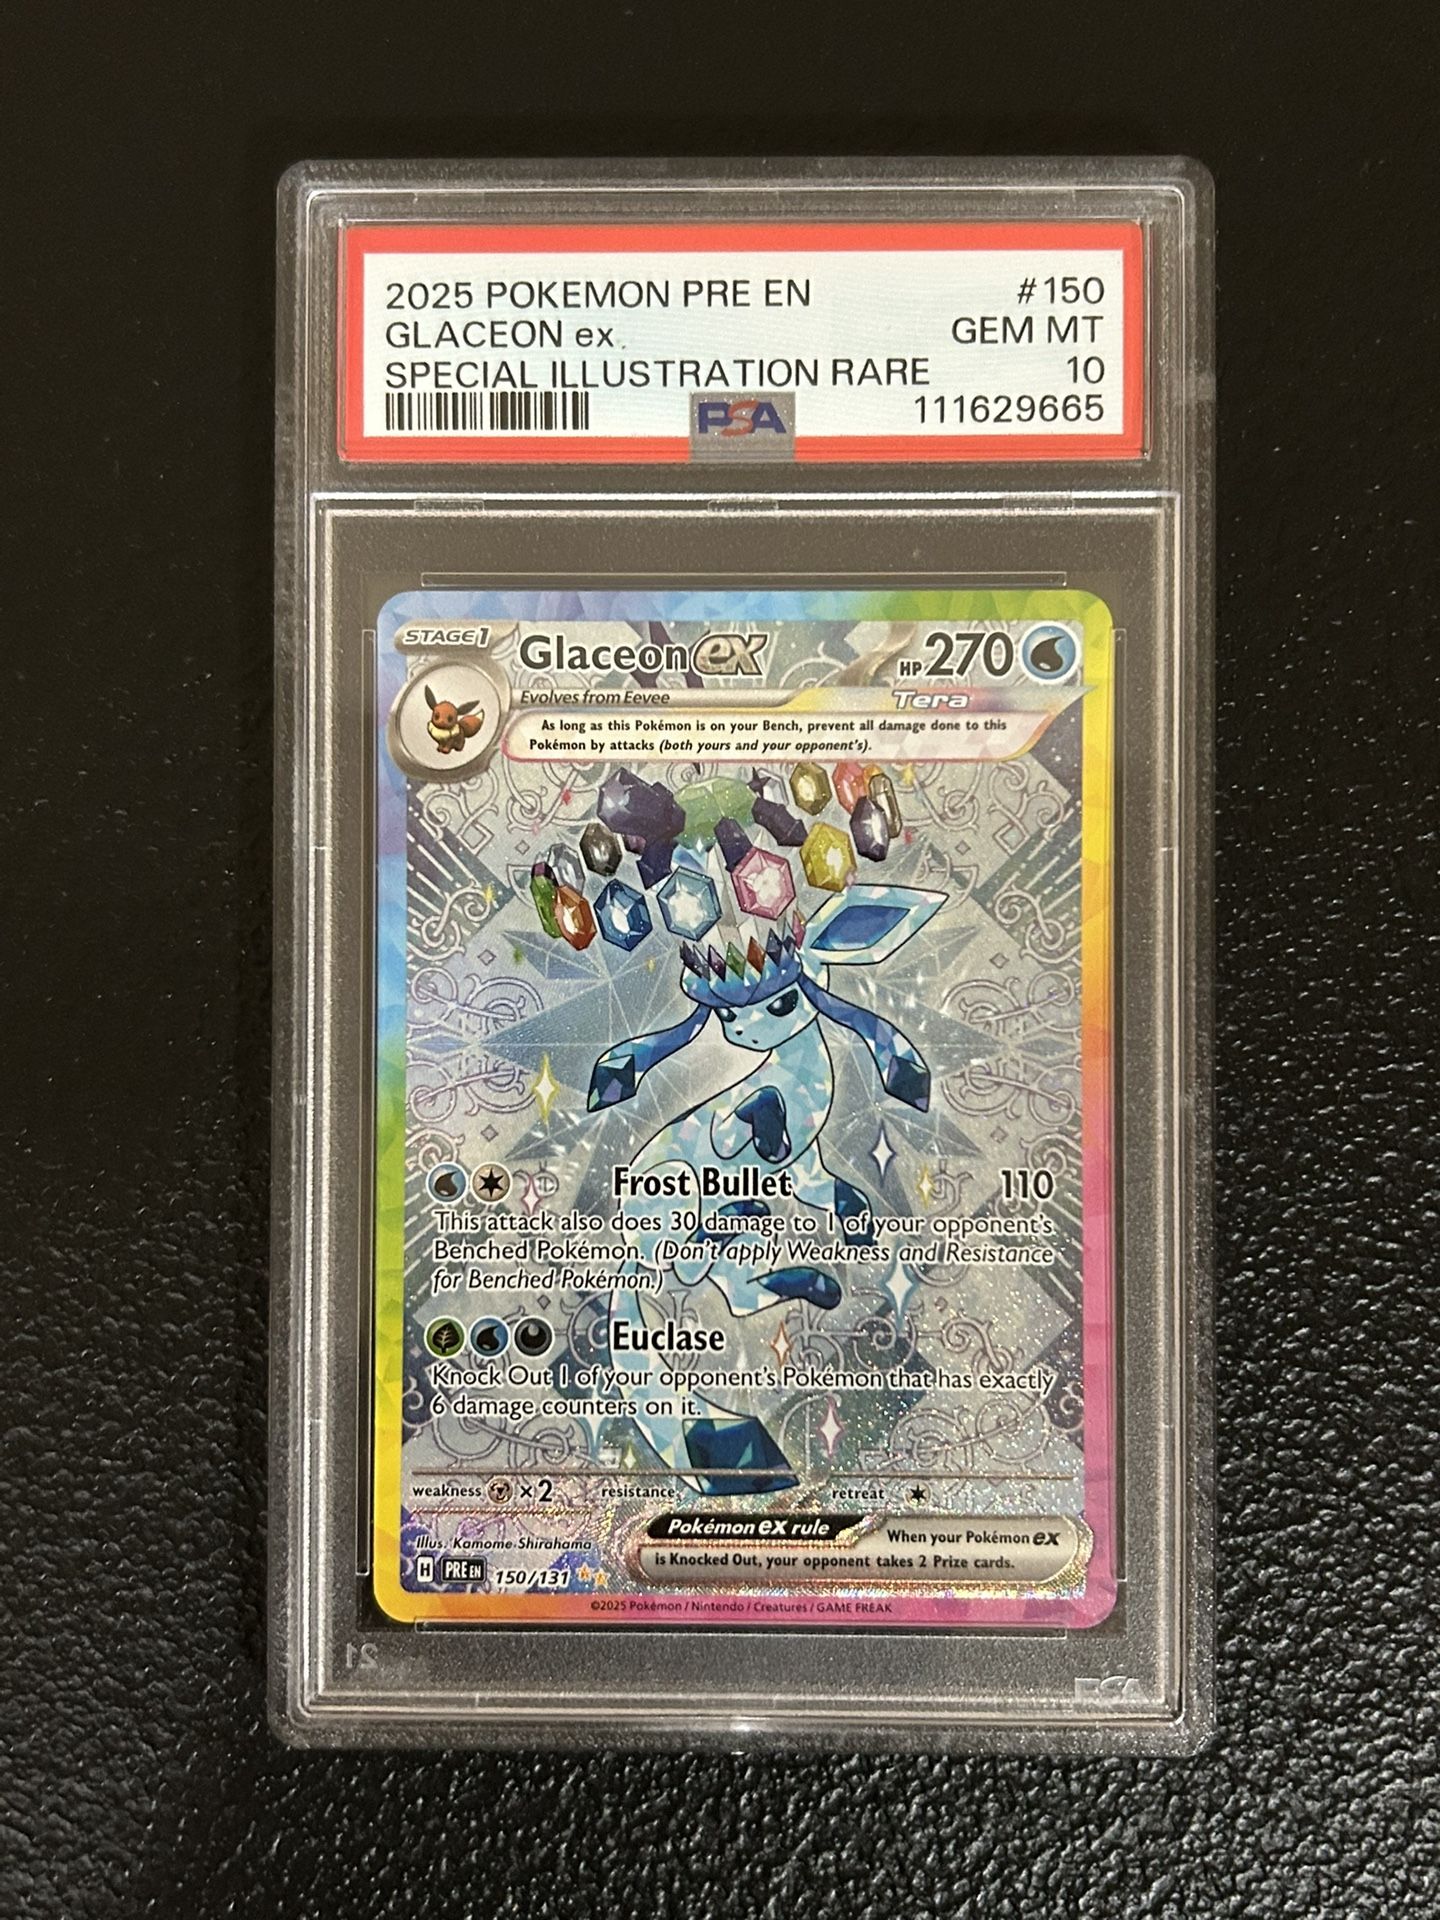 2025 POKEMON PRE EN #150
GLACEON ex GEM MT
SPECIAL ILLUSTRATION RARE 10
PSA 111629665
STAGE 1 Glaceon ex HP 270
Evolves from Eevee Tera
As long as this Pokémon is on your Bench, prevent all damage done to this
Pokémon by attacks (both yours and your opponent's).
Frost Bullet 110
This attack also does 30 damage to 1 of your opponent's
Benched Pokémon. (Don't apply Weakness and Resistance
for Benched Pokémon.)
Euclase
Knock Out 1 of your opponent's Pokémon that has exactly
6 damage counters on it.
weakness ×2 resistance retreat
Pokémon ex rule When your Pokémon ex
is Knocked Out, your opponent takes 2 Prize cards.
Illus. Kamome Shirahama
H PRE EN 150/131
©2025 Pokémon / Nintendo / Creatures / GAME FREAK
21
PSA